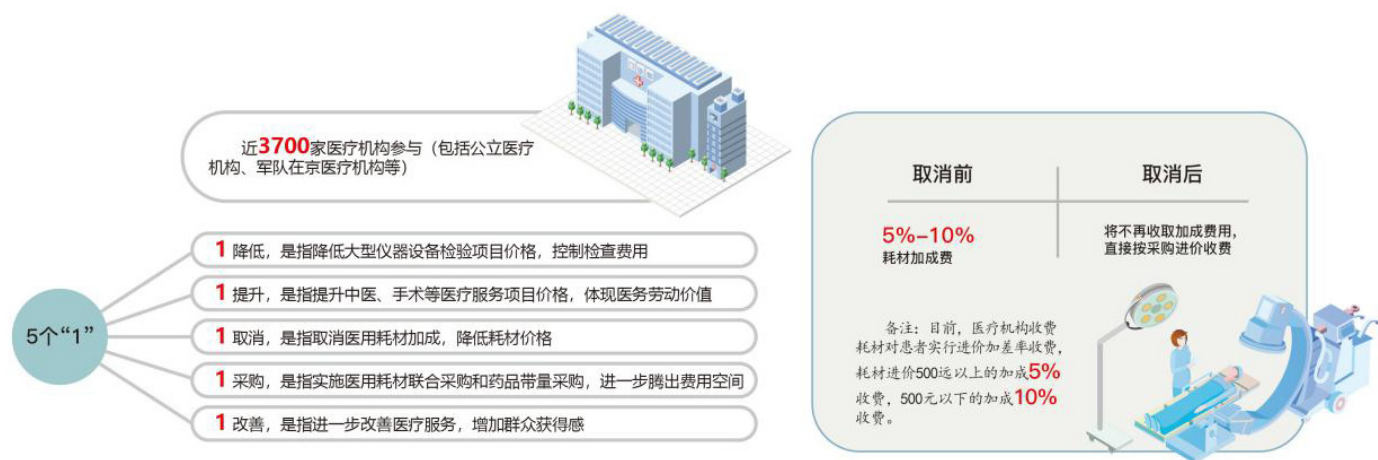 近3700家医疗机构参与（包括公立医疗
机构、军队在京医疗机构等）
5个“1”
1 降低，是指降低大型仪器设备检验项目价格，控制检查费用
1 提升，是指提升中医、手术等医疗服务项目价格，体现医务劳动价值
1 取消，是指取消医用耗材加成，降低耗材价格
1 采购，是指实施医用耗材联合采购和药品带量采购，进一步腾出费用空间
1 改善，是指进一步改善医疗服务，增加群众获得感
取消前
取消后
5%-10%
耗材加成费
将不再收取加成费用，
直接按采购进价收费
备注：目前，医疗机构收费
耗材对患者实行进价加差率收费，
耗材进价500远以上的加成5%
收费，500元以下的加成10%
收费。